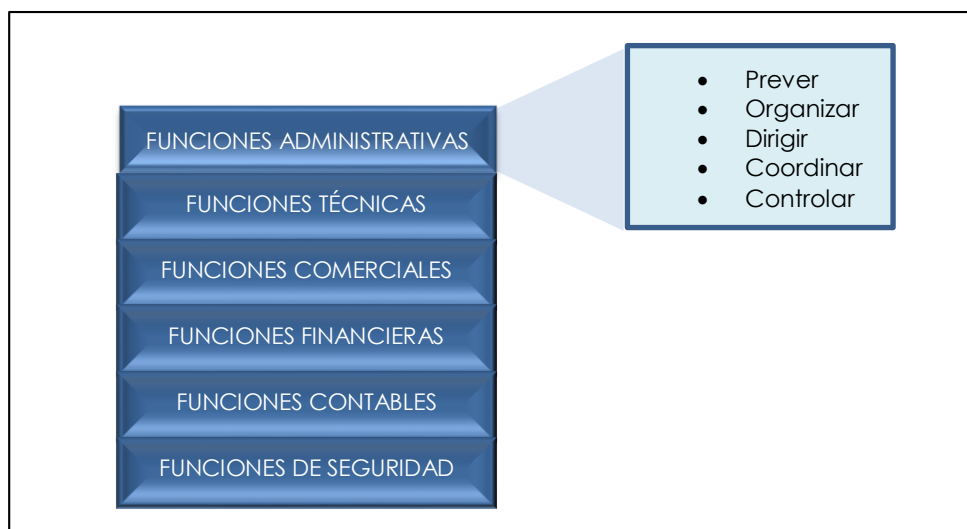 FUNCIONES ADMINISTRATIVAS
FUNCIONES TÉCNICAS
FUNCIONES COMERCIALES
FUNCIONES FINANCIERAS
FUNCIONES CONTABLES
FUNCIONES DE SEGURIDAD
• Prever
• Organizar
• Dirigir
• Coordinar
• Controlar